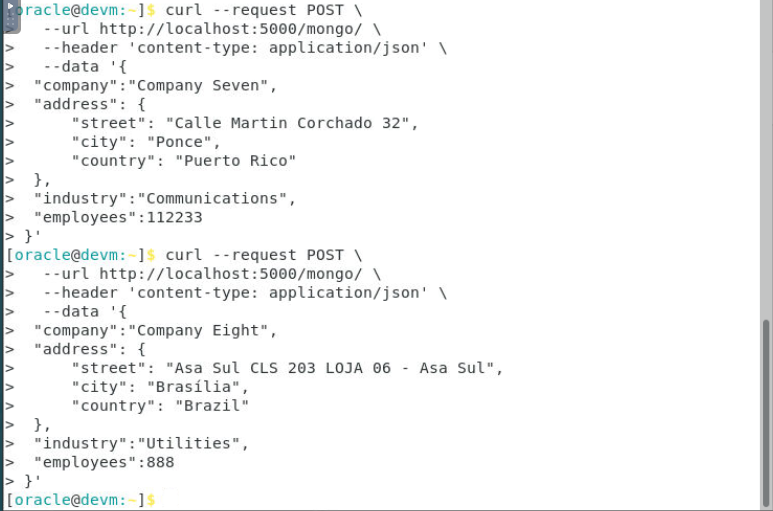 [oracle@devm:~]$ curl --request POST \
>   --url http://localhost:5000/mongo/ \
>   --header 'content-type: application/json' \
>   --data '{
>  "company":"Company Seven",
>  "address": {
>      "street": "Calle Martin Corchado 32",
>      "city": "Ponce",
>      "country": "Puerto Rico"
>  },
>  "industry":"Communications",
>  "employees":112233
> }'
[oracle@devm:~]$ curl --request POST \
>   --url http://localhost:5000/mongo/ \
>   --header 'content-type: application/json' \
>   --data '{
>  "company":"Company Eight",
>  "address": {
>      "street": "Asa Sul CLS 203 LOJA 06 - Asa Sul",
>      "city": "Brasília",
>      "country": "Brazil"
>  },
>  "industry":"Utilities",
>  "employees":888
> }'
[oracle@devm:~]$